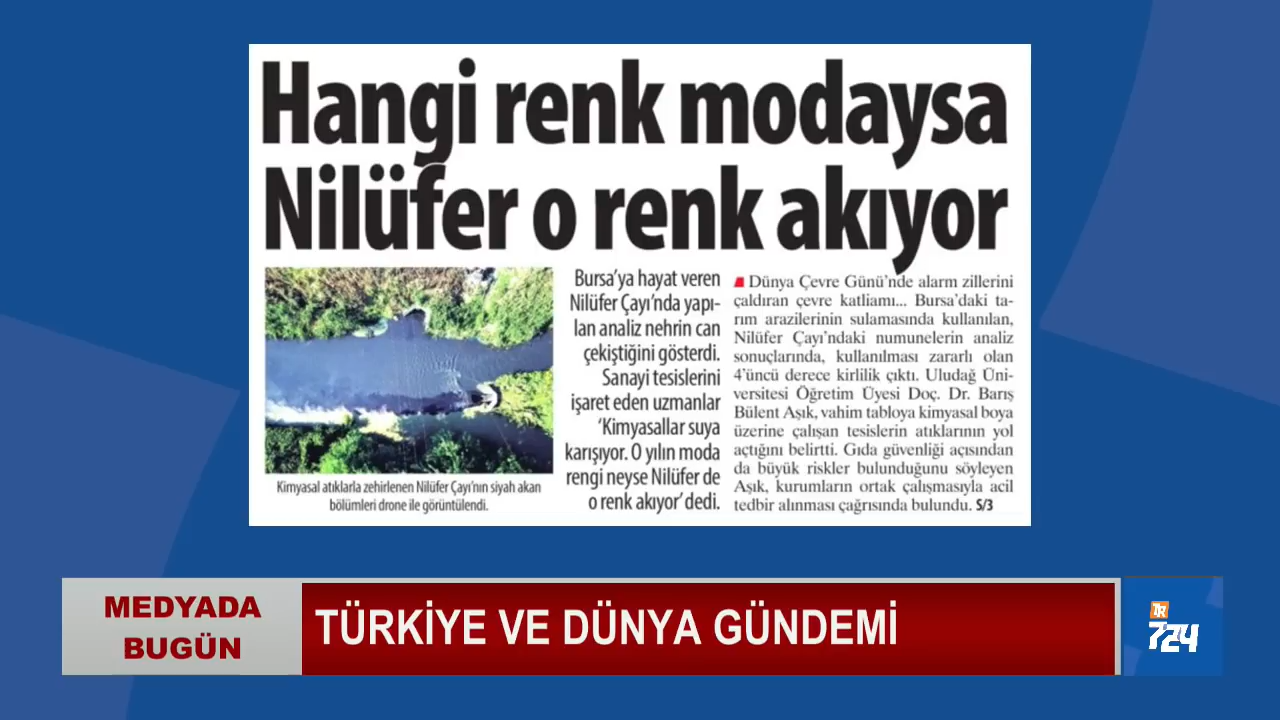 Hangi renk modaysa
Nilüfer o renk akıyor
Bursa'ya hayat veren
Nilüfer Çayı'nda yapı-
lan analiz nehrin can
çekiştiğini gösterdi.
Sanayi tesislerini
işaret eden uzmanlar
'Kimyasallar suya
karışıyor. O yılın moda
rengi neyse Nilüfer de
o renk akıyor' dedi.
Dünya Çevre Günü'nde alarm zillerini
çaldıran çevre katliamı... Bursa'daki ta-
rım arazilerinin sulamasında kullanılan,
Nilüfer Çayı'ndaki numunelerin analiz
sonuçlarında, kullanılması zararlı olan
4'üncü derece kirlilik çıktı. Uludağ Üni-
versitesi Öğretim Üyesi Doç. Dr. Barış
Bülent Aşık, vahim tabloya kimyasal boya
üzerine çalışan tesislerin atıklarının yol
açtığını belirtti. Gıda güvenliği açısından
da büyük riskler bulunduğunu söyleyen
Aşık, kurumların ortak çalışmasıyla acil
tedbir alınması çağrısında bulundu. S/3
Kimyasal atıklarla zehirlenen Nilüfer Çayı'nın siyah akan
bölümleri drone ile görüntülendi.
MEDYADA
BUGÜN
TÜRKİYE VE DÜNYA GÜNDEMİ
TR
724